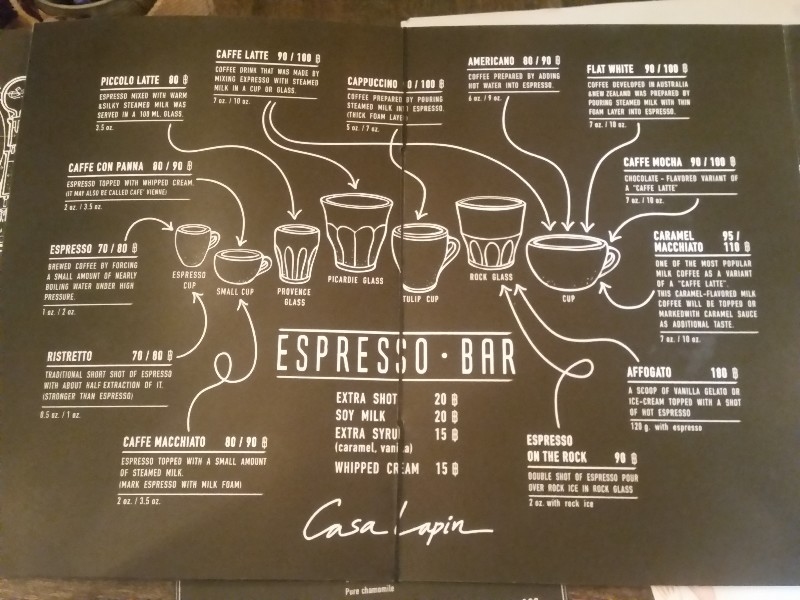 PICCOLO LATTE 80 ฿
ESPRESSO MIXED WITH WARM
&SILKY STEAMED MILK WAS
SERVED IN A 100 ML GLASS
3.5 oz.
CAFFE LATTE 90 / 100 ฿
COFFEE DRINK THAT WAS MADE BY
MIXING EXPRESSO WITH STEAMED
MILK IN A CUP OR GLASS.
7 oz / 10 oz.
CAPPUCCINO 0 / 100 ฿
COFFEE PREPARED BY POURING
STEAMED MILK INTO ESPRESSO.
(THICK FOAM LAYER)
5 oz / 7 oz.
AMERICANO 80 / 90 ฿
COFFEE PREPARED BY ADDING
HOT WATER INTO ESPRESSO.
6 oz / 9 oz.
FLAT WHITE 90 / 100 ฿
COFFEE DEVELOPED IN AUSTRALIA
&NEW ZEALAND WAS PREPARED BY
POURING STEAMED MILK WITH THIN
FOAM LAYER INTO ESPRESSO.
7 oz / 10 oz.
CAFFE CON PANNA 80 / 90 ฿
ESPRESSO TOPPED WITH WHIPPED CREAM.
(IT MAY ALSO BE CALLED CAFE' VIENNE)
2 oz / 3.5 oz.
CAFFE MOCHA 90 / 100 ฿
CHOCOLATE - FLAVORED VARIANT OF
A "CAFFE LATTE"
7 oz / 10 oz.
ESPRESSO 70 / 80 ฿
BREWED COFFEE BY FORCING
A SMALL AMOUNT OF NEARLY
BOILING WATER UNBER HIGH
PRESSURE.
1 oz / 2 oz.
CARAMEL 95 /
MACCHIATO 110 ฿
ONE OF THE MOST POPULAR
MILK COFFEE AS A VARIANT
OF A "CAFFE LATTE".
THIS CARAMEL-FLAVORED MILK
COFFEE WILL BE TOPPED OR
MARKEDWITH CARAMEL SAUCE
AS ADDITIONAL TASTE.
7 oz / 10 oz.
ESPRESSO
CUP
SMALL CUP
PROVENCE
GLASS
PICARDIE GLASS
TULIP CUP
ROCK GLASS
CUP
RISTRETTO 70 / 80 ฿
TRADITIONAL SHORT SHOT OF ESPRESSO
WITH ABOUT HALF EXTRACTION OF IT.
(STRONGER THAN ESPRESSO)
0.5 oz / 1 oz.
ESPRESSO · BAR
EXTRA SHOT 20 ฿
SOY MILK 20 ฿
EXTRA SYRUP 15 ฿
(caramel, vanilla)
WHIPPED CREAM 15 ฿
AFFOGATO 100 ฿
A SCOOP OF VANILLA GELATO OR
ICE-CREAM TOPPED WITH A SHOT
OF HOT ESPRESSO
120 g. with espresso
CAFFE MACCHIATO 80 / 90 ฿
ESPRESSO TOPPED WITH A SMALL AMOUNT
OF STEAMED MILK.
(MARK ESPRESSO WITH MILK FOAM)
2 oz / 3.5 oz.
ESPRESSO
ON THE ROCK 90 ฿
DOUBLE SHOT OF ESPRESSO POUR
OVER ROCK ICE IN ROCK GLASS
2 oz. with rock ice
Casa Lapin
Pure chamomile